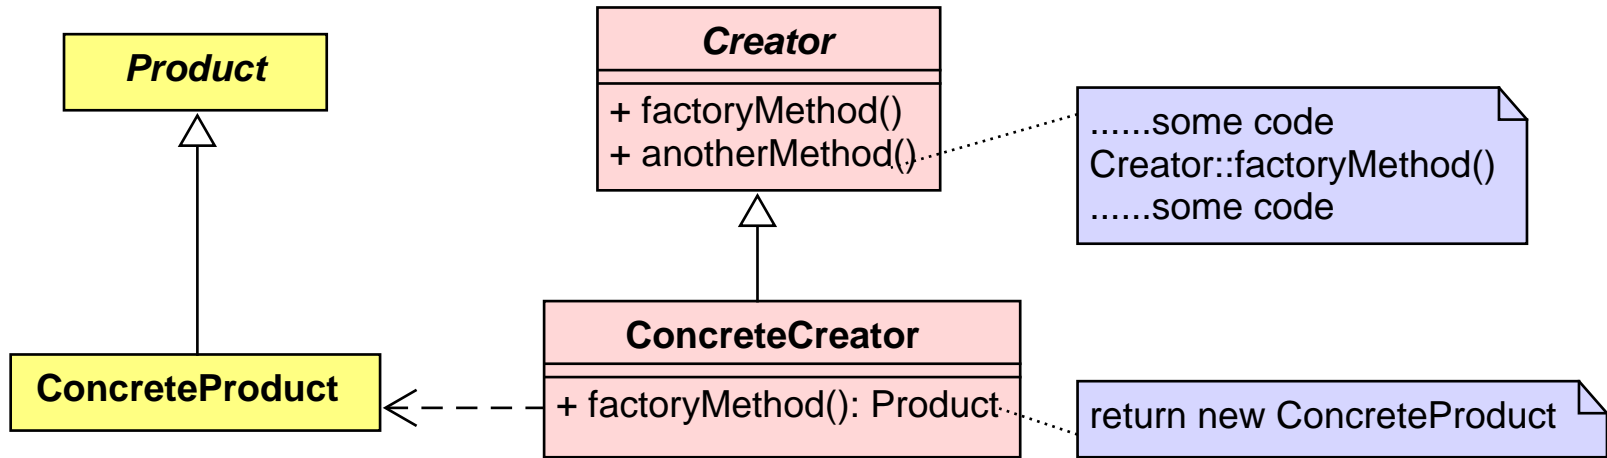 Product
Creator
+ factoryMethod()
+ anotherMethod()
......some code
Creator::factoryMethod()
......some code
ConcreteProduct
ConcreteCreator
+ factoryMethod(): Product
return new ConcreteProduct